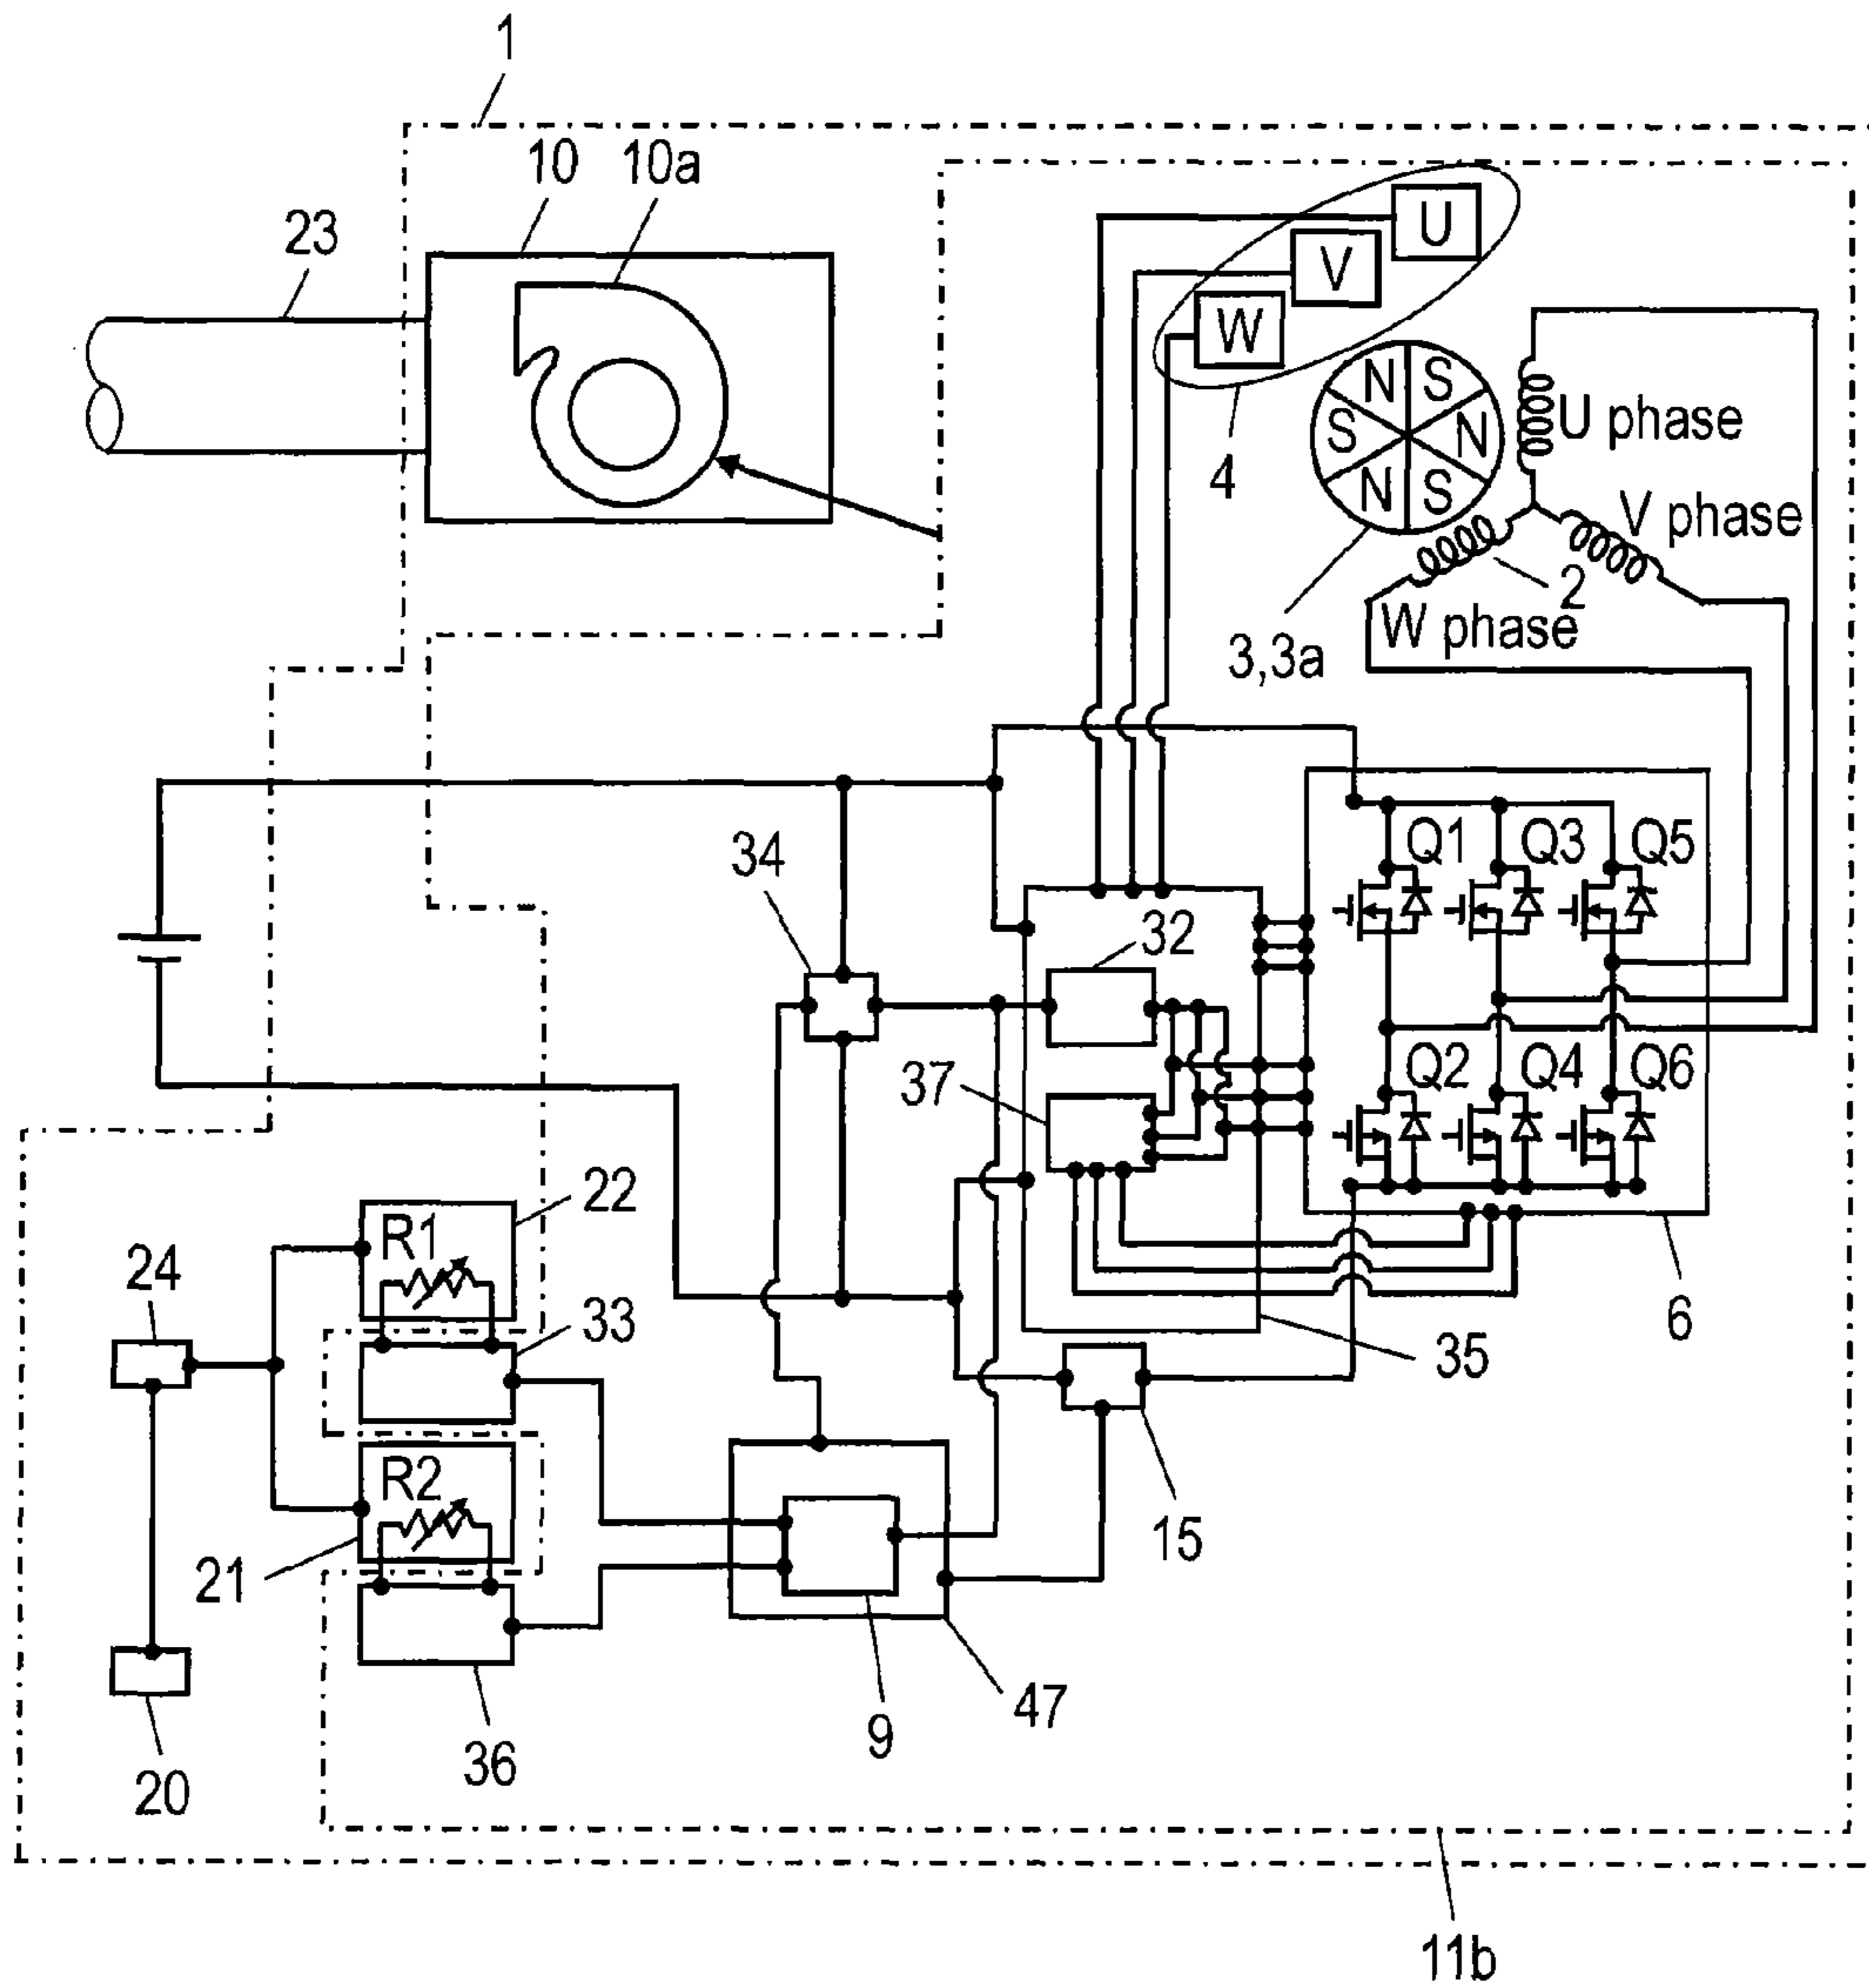 1
10 10a
23
U
V
W
4
N S
S N
N S
U phase
V phase
2
W phase
3,3a
34
Q1 Q3 Q5
32
37
Q2 Q4 Q6
22
R1
24
33
6
35
R2
15
21
47
9
36
20
11b